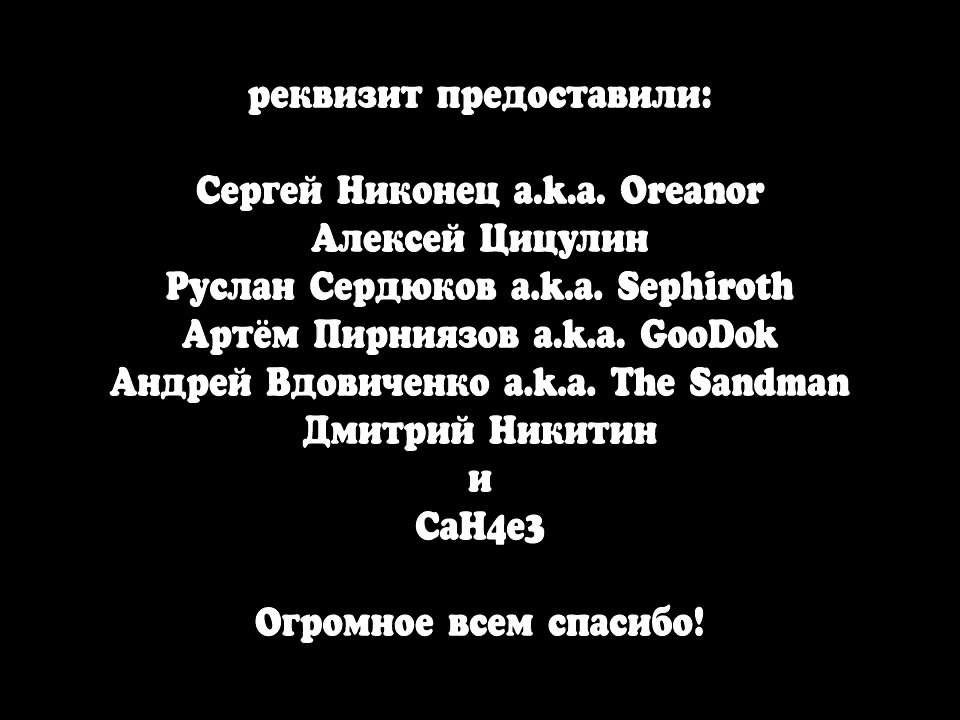 реквизит предоставили:
Сергей Никонец a.k.a. Oreanor
Алексей Цицулин
Руслан Сердюков a.k.a. Sephiroth
Артём Пирниязов a.k.a. GooDok
Андрей Вдовиченко a.k.a. The Sandman
Дмитрий Никитин
и
CaH4e3
Огромное всем спасибо!